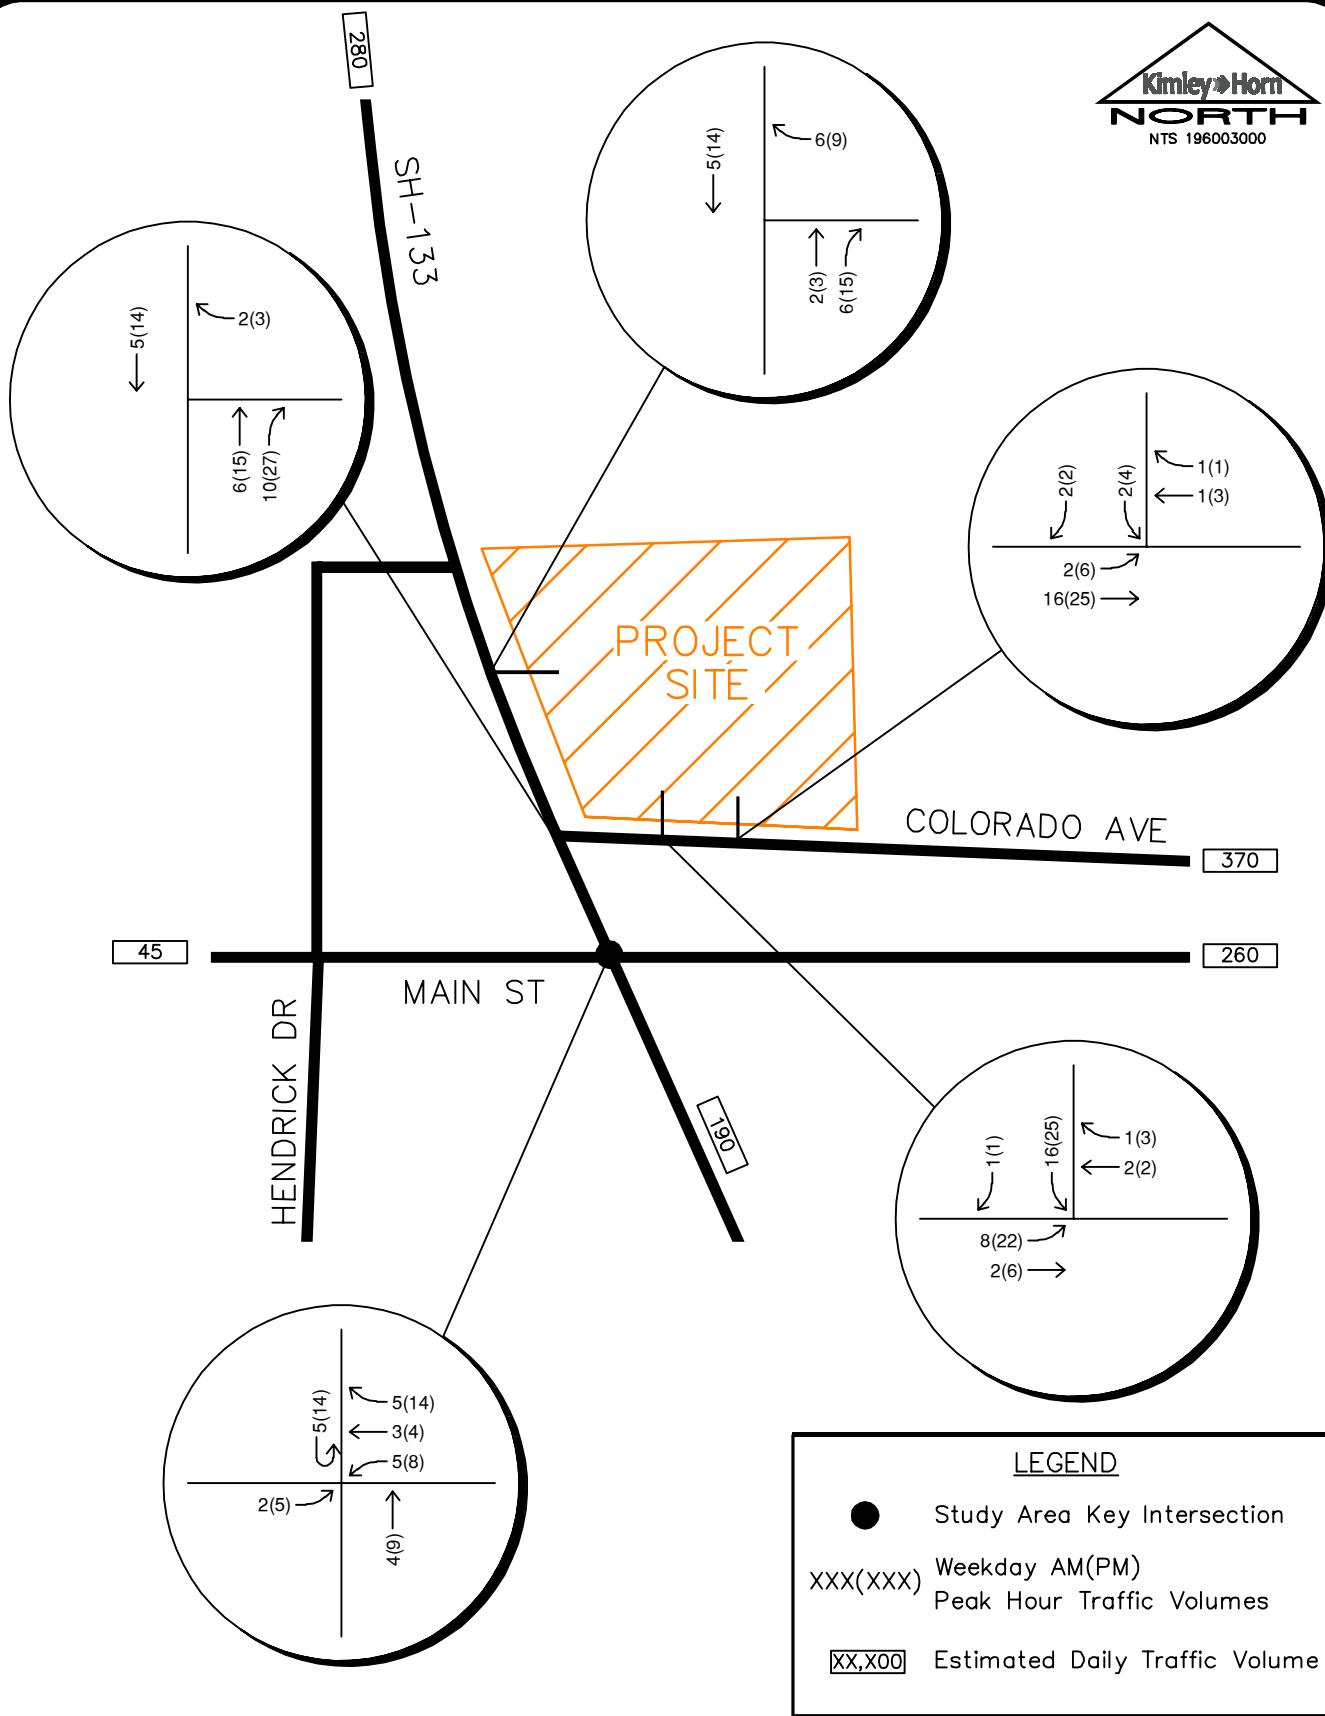 280
Kimley»Horn
NORTH
NTS 196003000
SH-133
5(14)
6(9)
2(3)
6(15)
5(14)
2(3)
6(15)
10(27)
2(2)
2(4)
1(1)
1(3)
2(6)
16(25)
PROJECT
SITE
COLORADO AVE
370
45
260
MAIN ST
HENDRICK DR
190
1(1)
16(25)
1(3)
2(2)
8(22)
2(6)
5(14)
5(14)
3(4)
5(8)
2(5)
4(9)
LEGEND
Study Area Key Intersection
XXX(XXX) Weekday AM(PM)
Peak Hour Traffic Volumes
XX,X00 Estimated Daily Traffic Volume